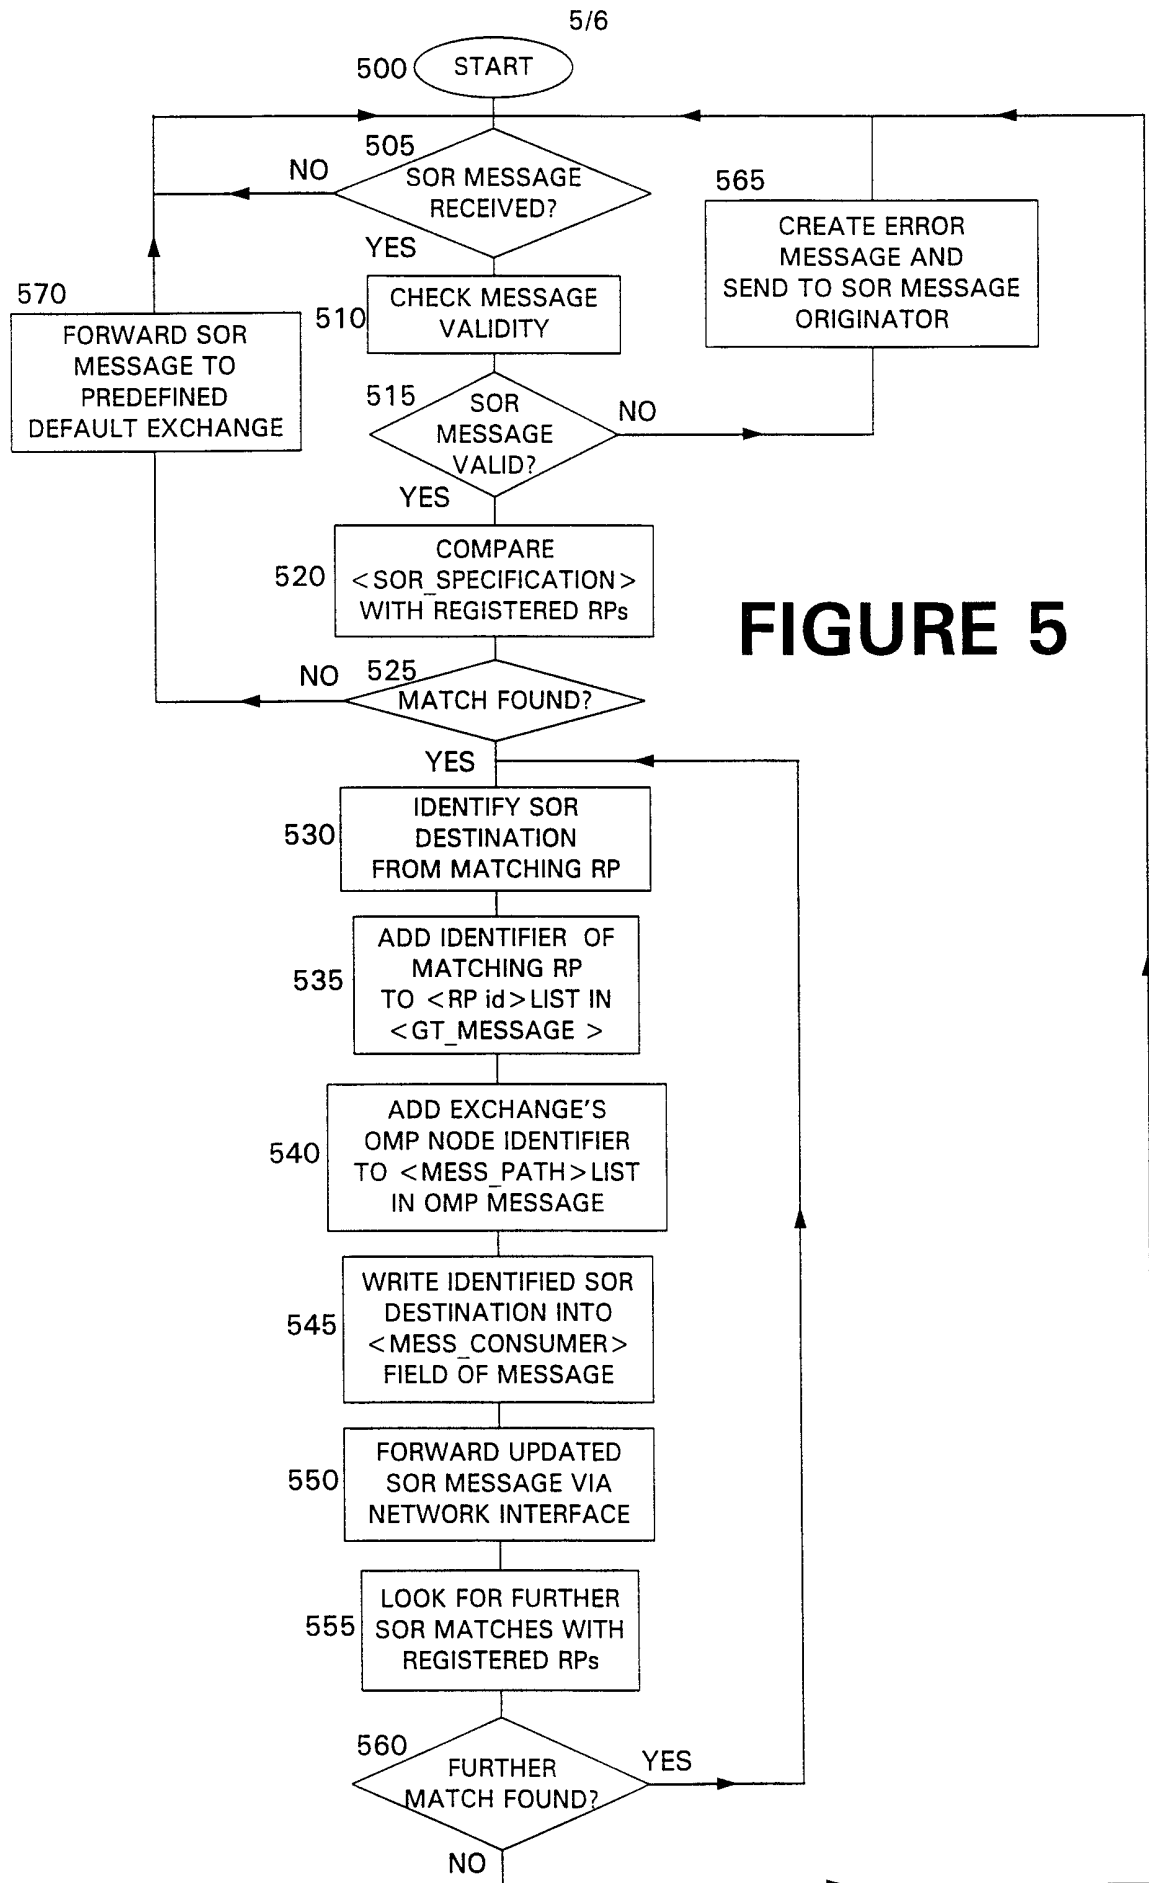 5/6
500
START
505
NO
SOR MESSAGE
RECEIVED?
YES
565
CREATE ERROR
MESSAGE AND
SEND TO SOR MESSAGE
ORIGINATOR
570
FORWARD SOR
MESSAGE TO
PREDEFINED
DEFAULT EXCHANGE
510
CHECK MESSAGE
VALIDITY
515
SOR
MESSAGE
VALID?
NO
YES
520
COMPARE
<SOR_SPECIFICATION>
WITH REGISTERED RPs
FIGURE 5
NO
525
MATCH FOUND?
YES
530
IDENTIFY SOR
DESTINATION
FROM MATCHING RP
535
ADD IDENTIFIER OF
MATCHING RP
TO <RP id> LIST IN
<GT_MESSAGE >
540
ADD EXCHANGE'S
OMP NODE IDENTIFIER
TO <MESS_PATH> LIST
IN OMP MESSAGE
545
WRITE IDENTIFIED SOR
DESTINATION INTO
<MESS_CONSUMER>
FIELD OF MESSAGE
550
FORWARD UPDATED
SOR MESSAGE VIA
NETWORK INTERFACE
555
LOOK FOR FURTHER
SOR MATCHES WITH
REGISTERED RPs
560
FURTHER
MATCH FOUND?
YES
NO